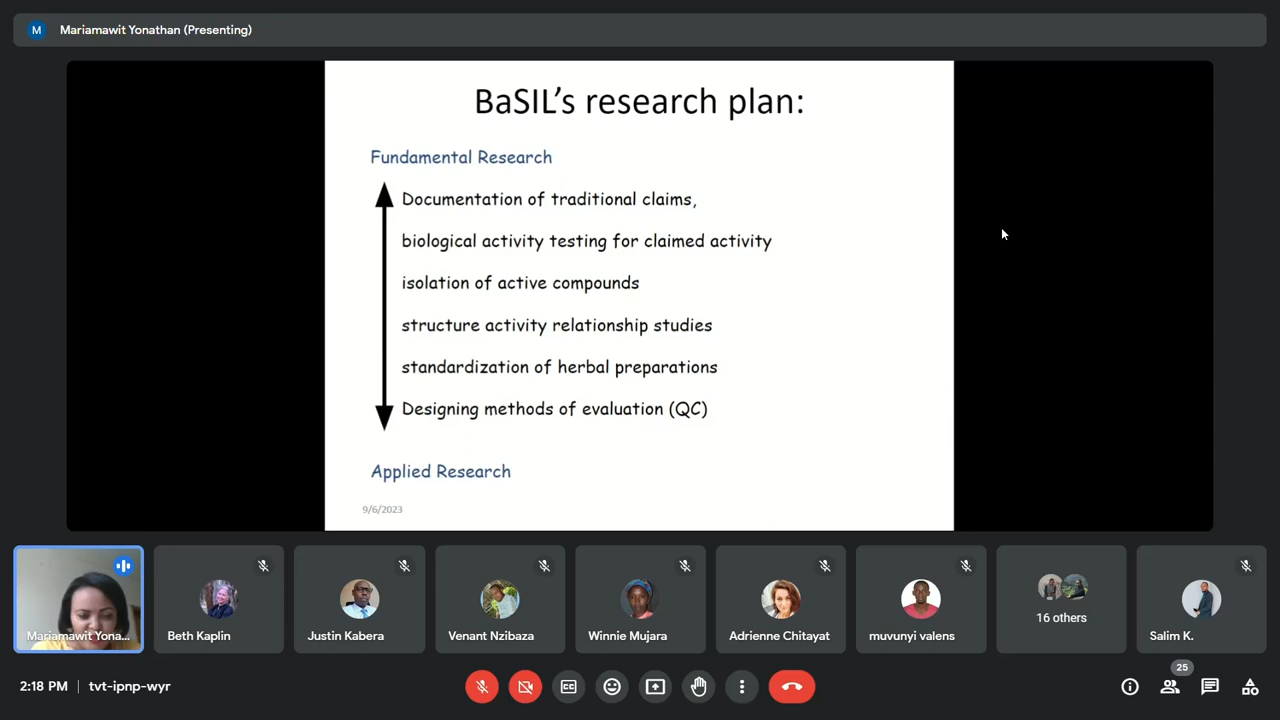 M Mariamawit Yonathan (Presenting)
BaSIL's research plan:
Fundamental Research
Documentation of traditional claims,
biological activity testing for claimed activity
isolation of active compounds
structure activity relationship studies
standardization of herbal preparations
Designing methods of evaluation (QC)
Applied Research
9/6/2023
Mariamawit Yona...
Beth Kaplin
Justin Kabera
Venant Nzibaza
Winnie Mujara
Adrienne Chitayat
muvunyi valens
16 others
Salim K.
2:18 PM | tvt-ipnp-wyr
25